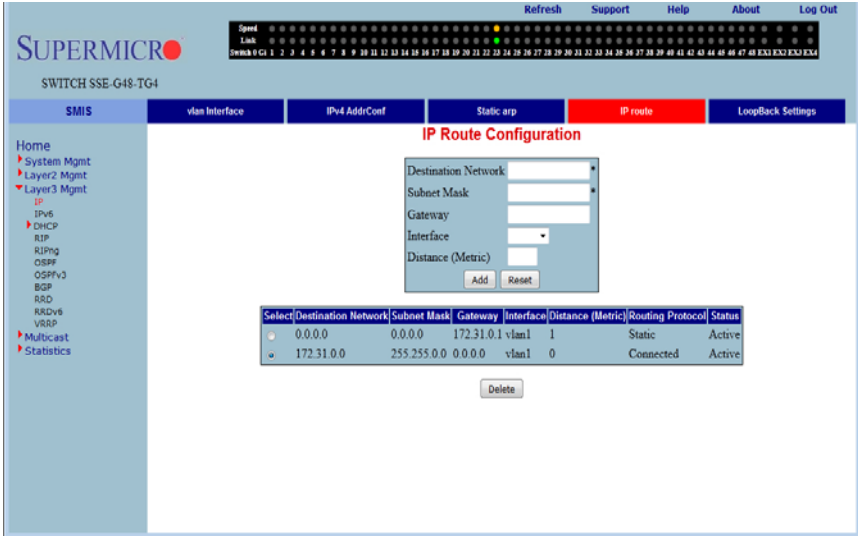 Refresh Support Help About Log Out
SUPERMICRO
Speed
Link
Switch 0 Gi 1 2 3 4 5 6 7 8 9 10 11 12 13 14 15 16 17 18 19 20 21 22 23 24 25 26 27 28 29 30 31 32 33 34 35 36 37 38 39 40 41 42 43 44 45 46 47 48 EX1 EX2 EX3 EX4
SWITCH SSE-G48-TG4
SMIS vlan Interface IPv4 AddrConf Static arp IP route LoopBack Settings
Home
System Mgmt
Layer2 Mgmt
Layer3 Mgmt
IP
IPv6
DHCP
RIP
RIPng
OSPF
OSPFv3
BGP
RRD
RRDv6
VRRP
Multicast
Statistics
IP Route Configuration
Destination Network *
Subnet Mask *
Gateway
Interface
Distance (Metric)
Add Reset
Select Destination Network Subnet Mask Gateway Interface Distance (Metric) Routing Protocol Status
0.0.0.0 0.0.0.0 172.31.0.1 vlan1 1 Static Active
172.31.0.0 255.255.0.0 0.0.0.0 vlan1 0 Connected Active
Delete